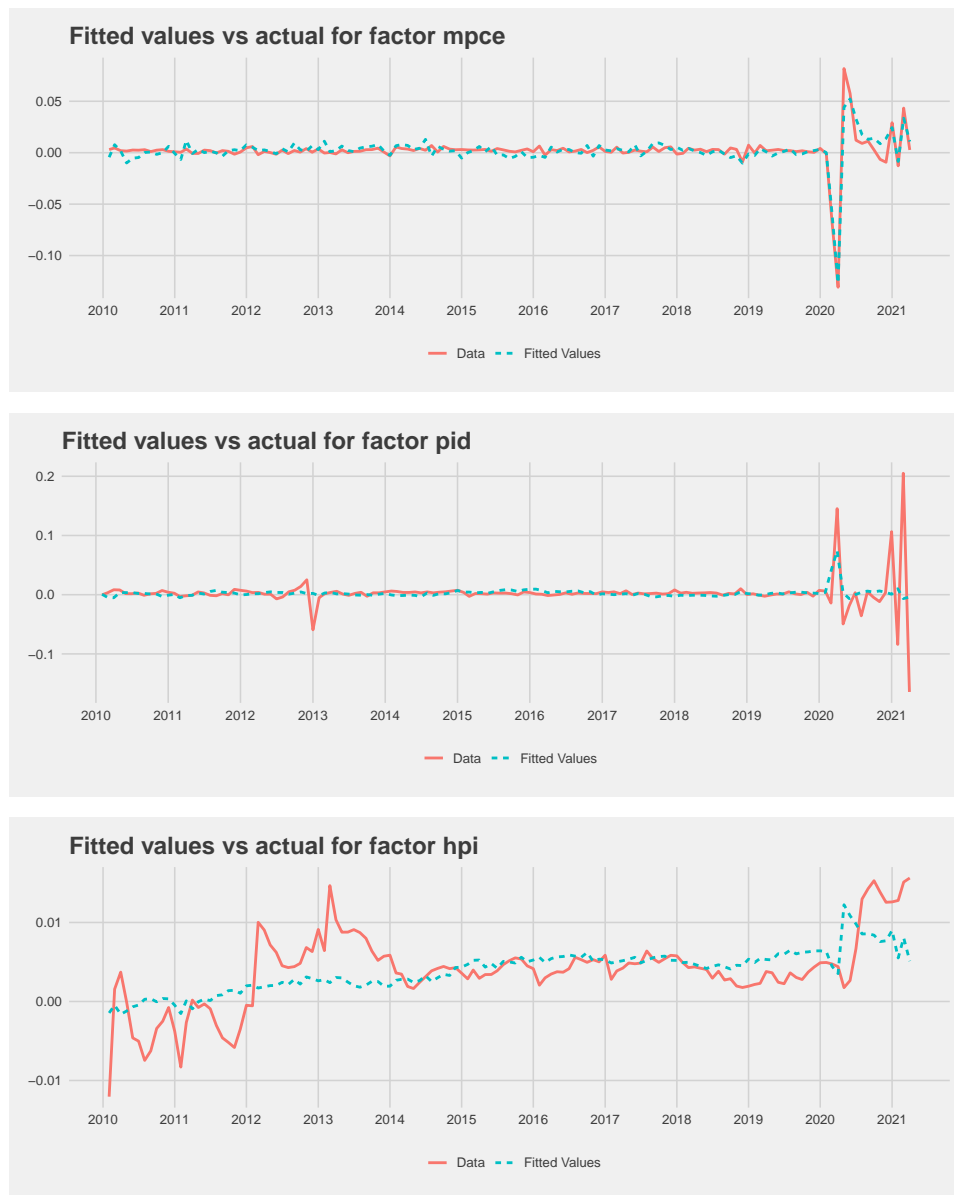 Fitted values vs actual for factor mpce
0.05
0.00
−0.05
−0.10
2010 2011 2012 2013 2014 2015 2016 2017 2018 2019 2020 2021
Data Fitted Values
Fitted values vs actual for factor pid
0.2
0.1
0.0
−0.1
2010 2011 2012 2013 2014 2015 2016 2017 2018 2019 2020 2021
Data Fitted Values
Fitted values vs actual for factor hpi
0.01
0.00
−0.01
2010 2011 2012 2013 2014 2015 2016 2017 2018 2019 2020 2021
Data Fitted Values